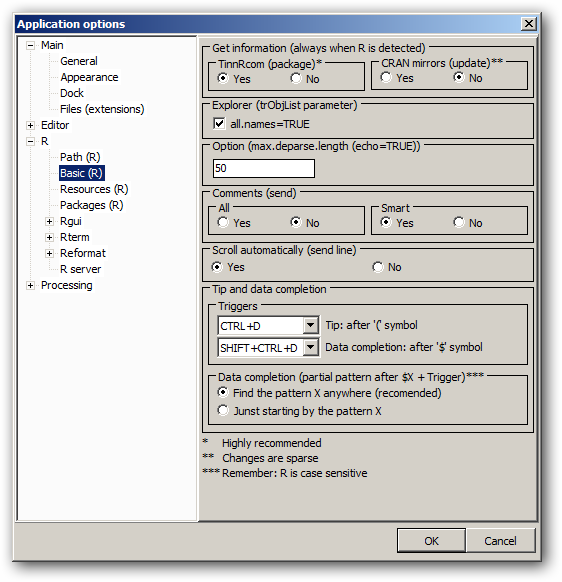 Application options
Main
General
Appearance
Dock
Files (extensions)
Editor
R
Path (R)
Basic (R)
Resources (R)
Packages (R)
Rgui
Rterm
Reformat
R server
Processing
Get information (always when R is detected)
TinnRcom (package)* CRAN mirrors (update)**
Yes No Yes No
Explorer (trObjList parameter)
all.names=TRUE
Option (max.deparse.length (echo=TRUE))
50
Comments (send)
All Smart
Yes No Yes No
Scroll automatically (send line)
Yes No
Tip and data completion
Triggers
CTRL+D Tip: after '(' symbol
SHIFT+CTRL+D Data completion: after '$' symbol
Data completion (partial pattern after $X + Trigger)***
Find the pattern X anywhere (recomended)
Junst starting by the pattern X
* Highly recommended
** Changes are sparse
*** Remember: R is case sensitive
OK Cancel